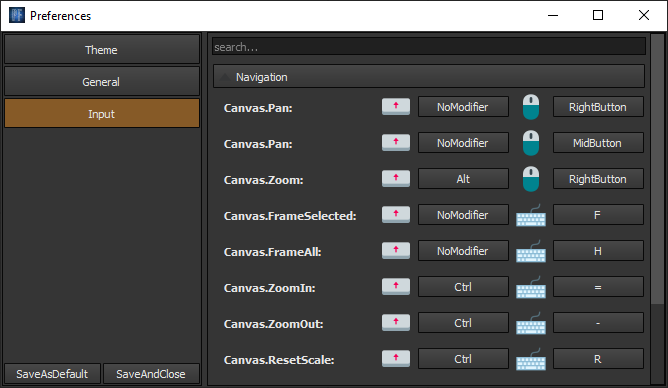 Preferences
Theme
General
Input
SaveAsDefault SaveAndClose
search...
Navigation
Canvas.Pan: NoModifier RightButton
Canvas.Pan: NoModifier MidButton
Canvas.Zoom: Alt RightButton
Canvas.FrameSelected: NoModifier F
Canvas.FrameAll: NoModifier H
Canvas.ZoomIn: Ctrl =
Canvas.ZoomOut: Ctrl -
Canvas.ResetScale: Ctrl R